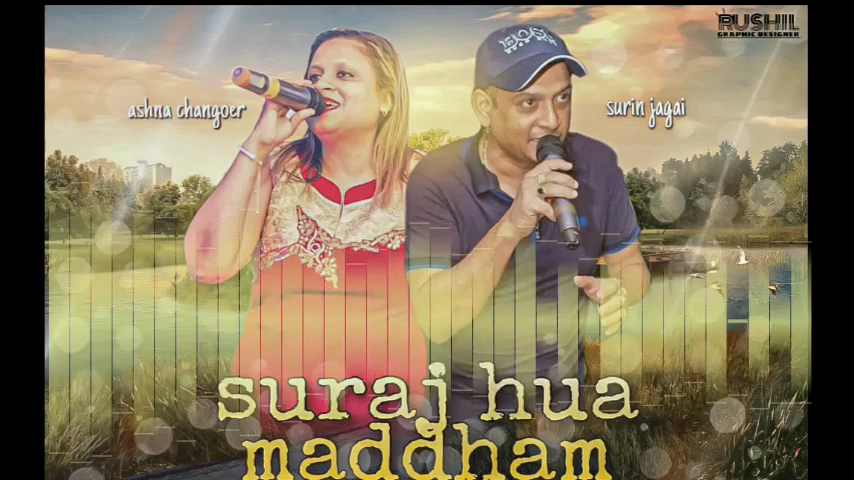 RUSHIL
GRAPHIC DESIGNER
ashna changoer
surin jagai
suraj hua
maddham